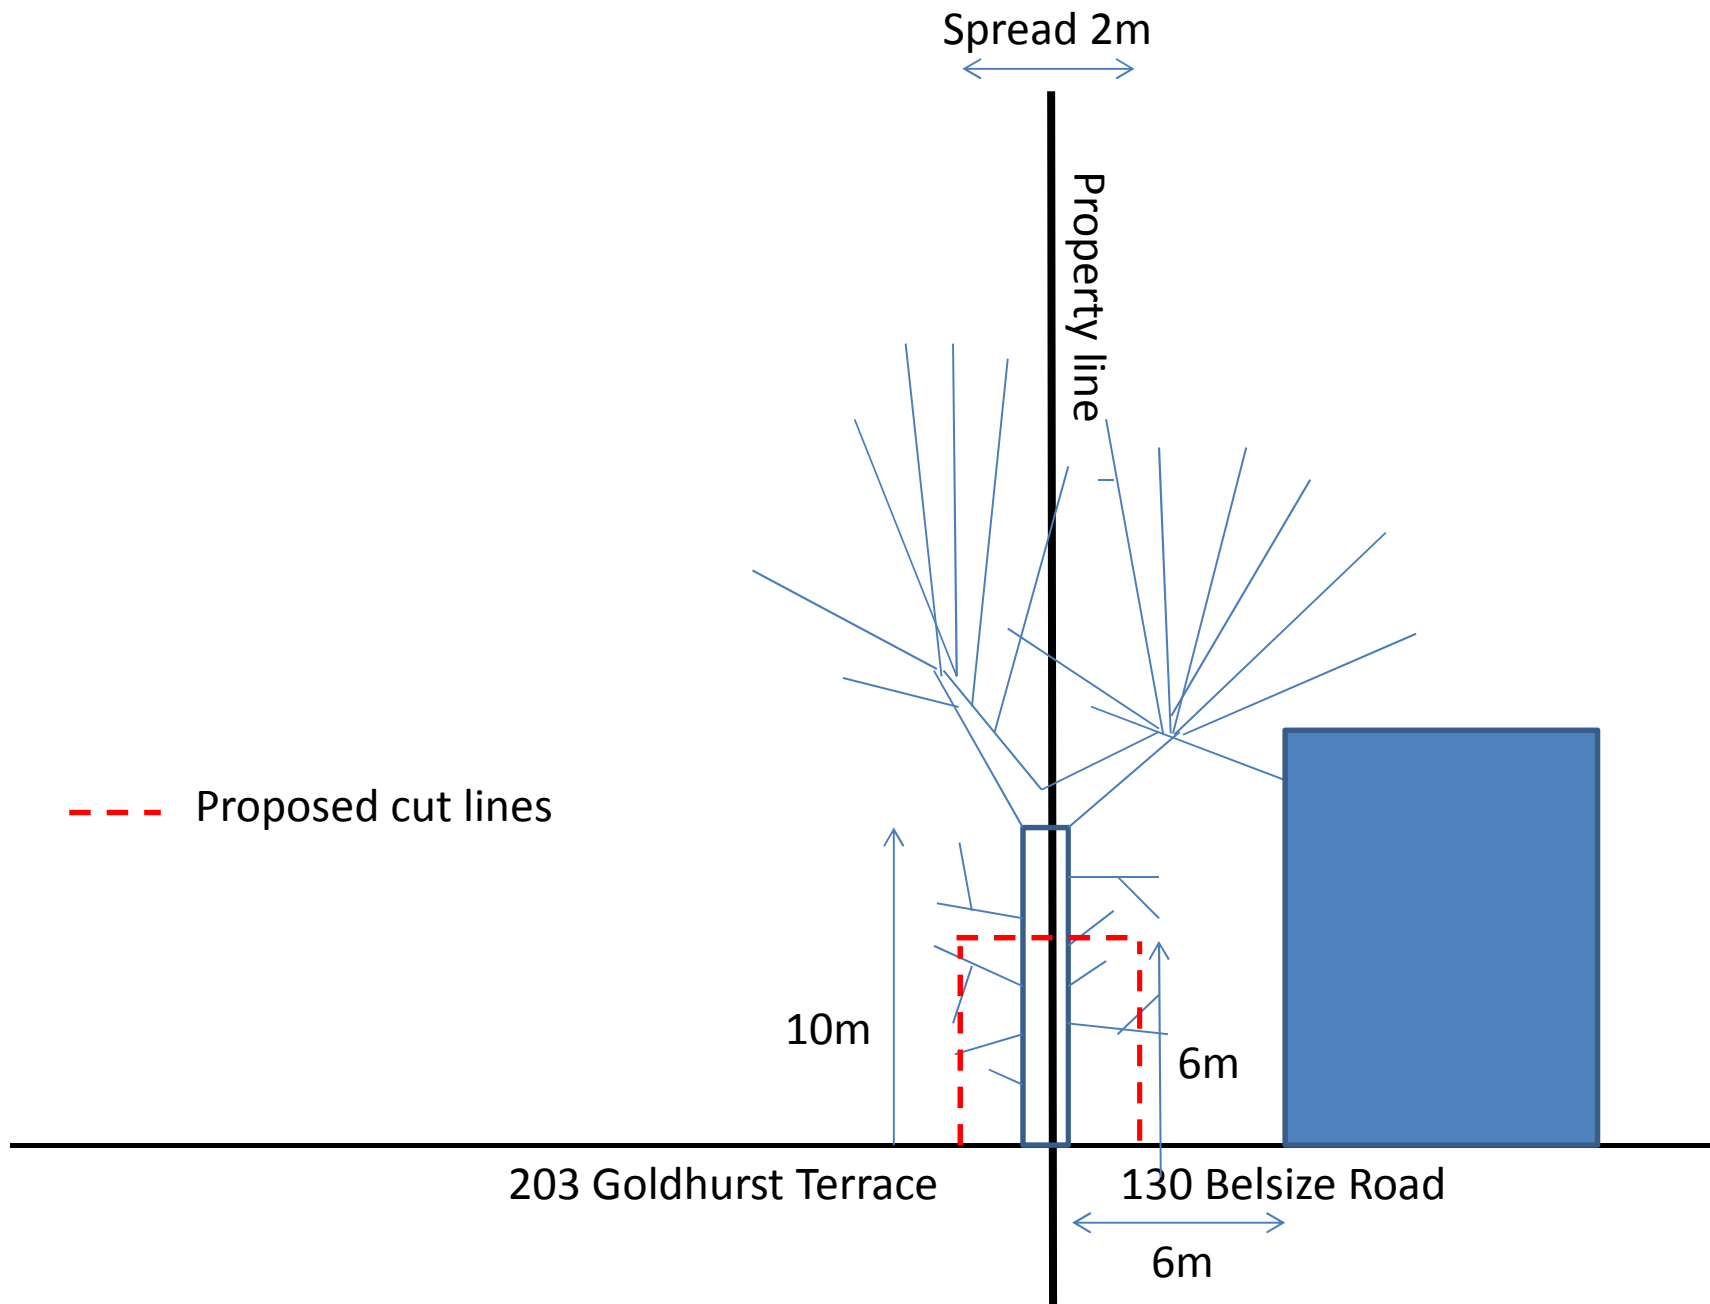 Spread 2m
Property line
Proposed cut lines
10m
6m
203 Goldhurst Terrace
130 Belsize Road
6m